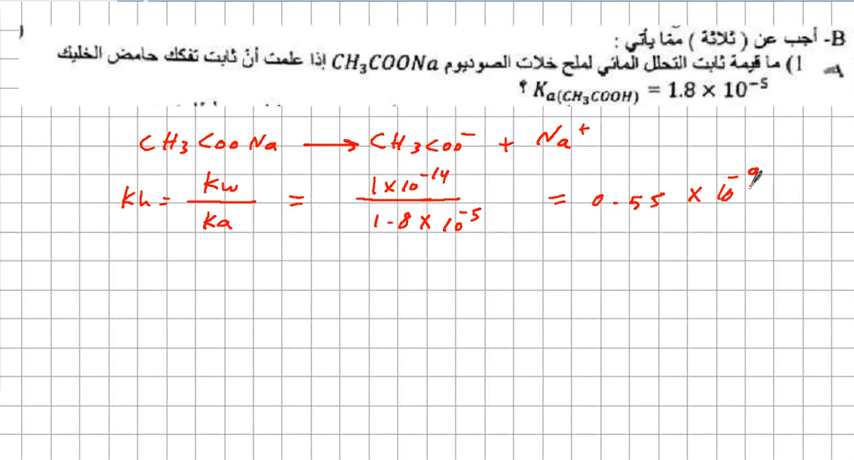 B- أجب عن ( ثلاثة ) ممّا يأتي :
1) ما قيمة ثابت التحلل المائي لملح خلات الصوديوم CH₃COONa إذا علمت أنّ ثابت تفكك حامض الخليك
Ka(CH₃COOH) = 1.8 × 10⁻⁵ ؟
CH₃COONa ⟶ CH₃COO⁻ + Na⁺
Kh = Kw / Ka = 1 × 10⁻¹⁴ / 1.8 × 10⁻⁵ = 0.55 × 10⁻⁹